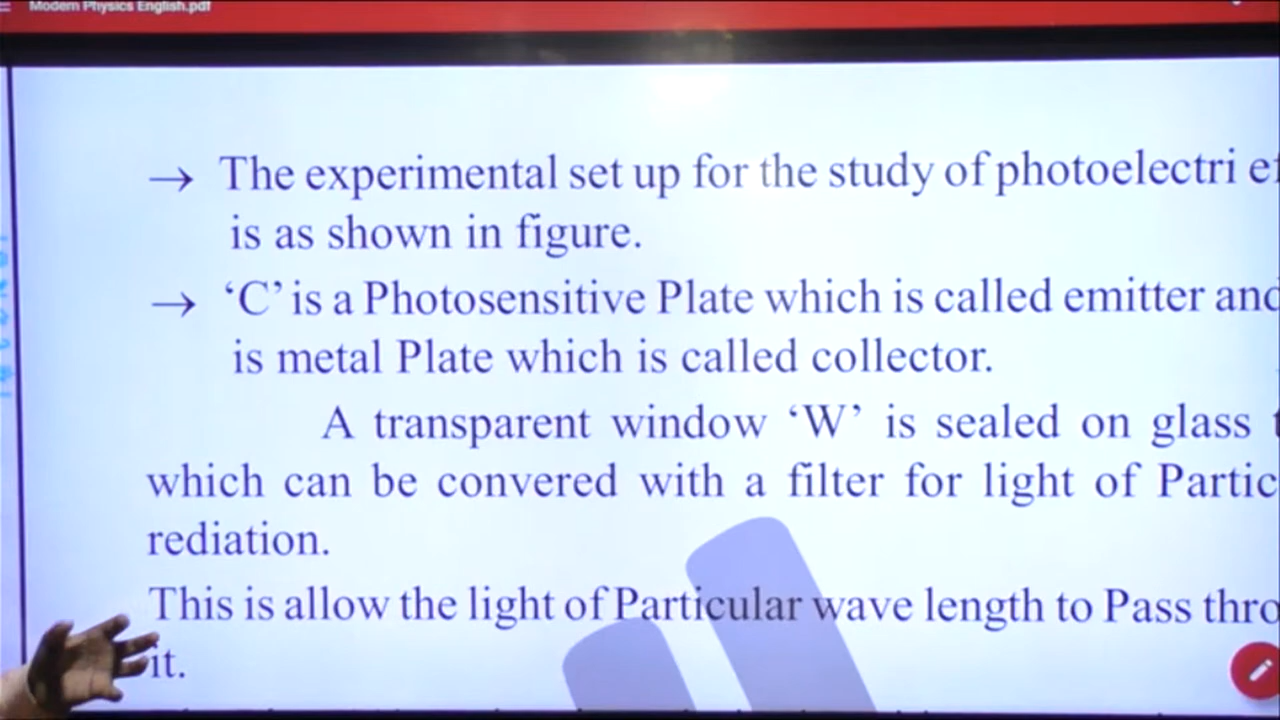 Modern Physics English.pdf
→ The experimental set up for the study of photoelectri
is as shown in figure.
→ ‘C’ is a Photosensitive Plate which is called emitter and
is metal Plate which is called collector.
A transparent window ‘W’ is sealed on glass
which can be convered with a filter for light of
rediation.
This is allow the light of Particular wave length to Pass
it.